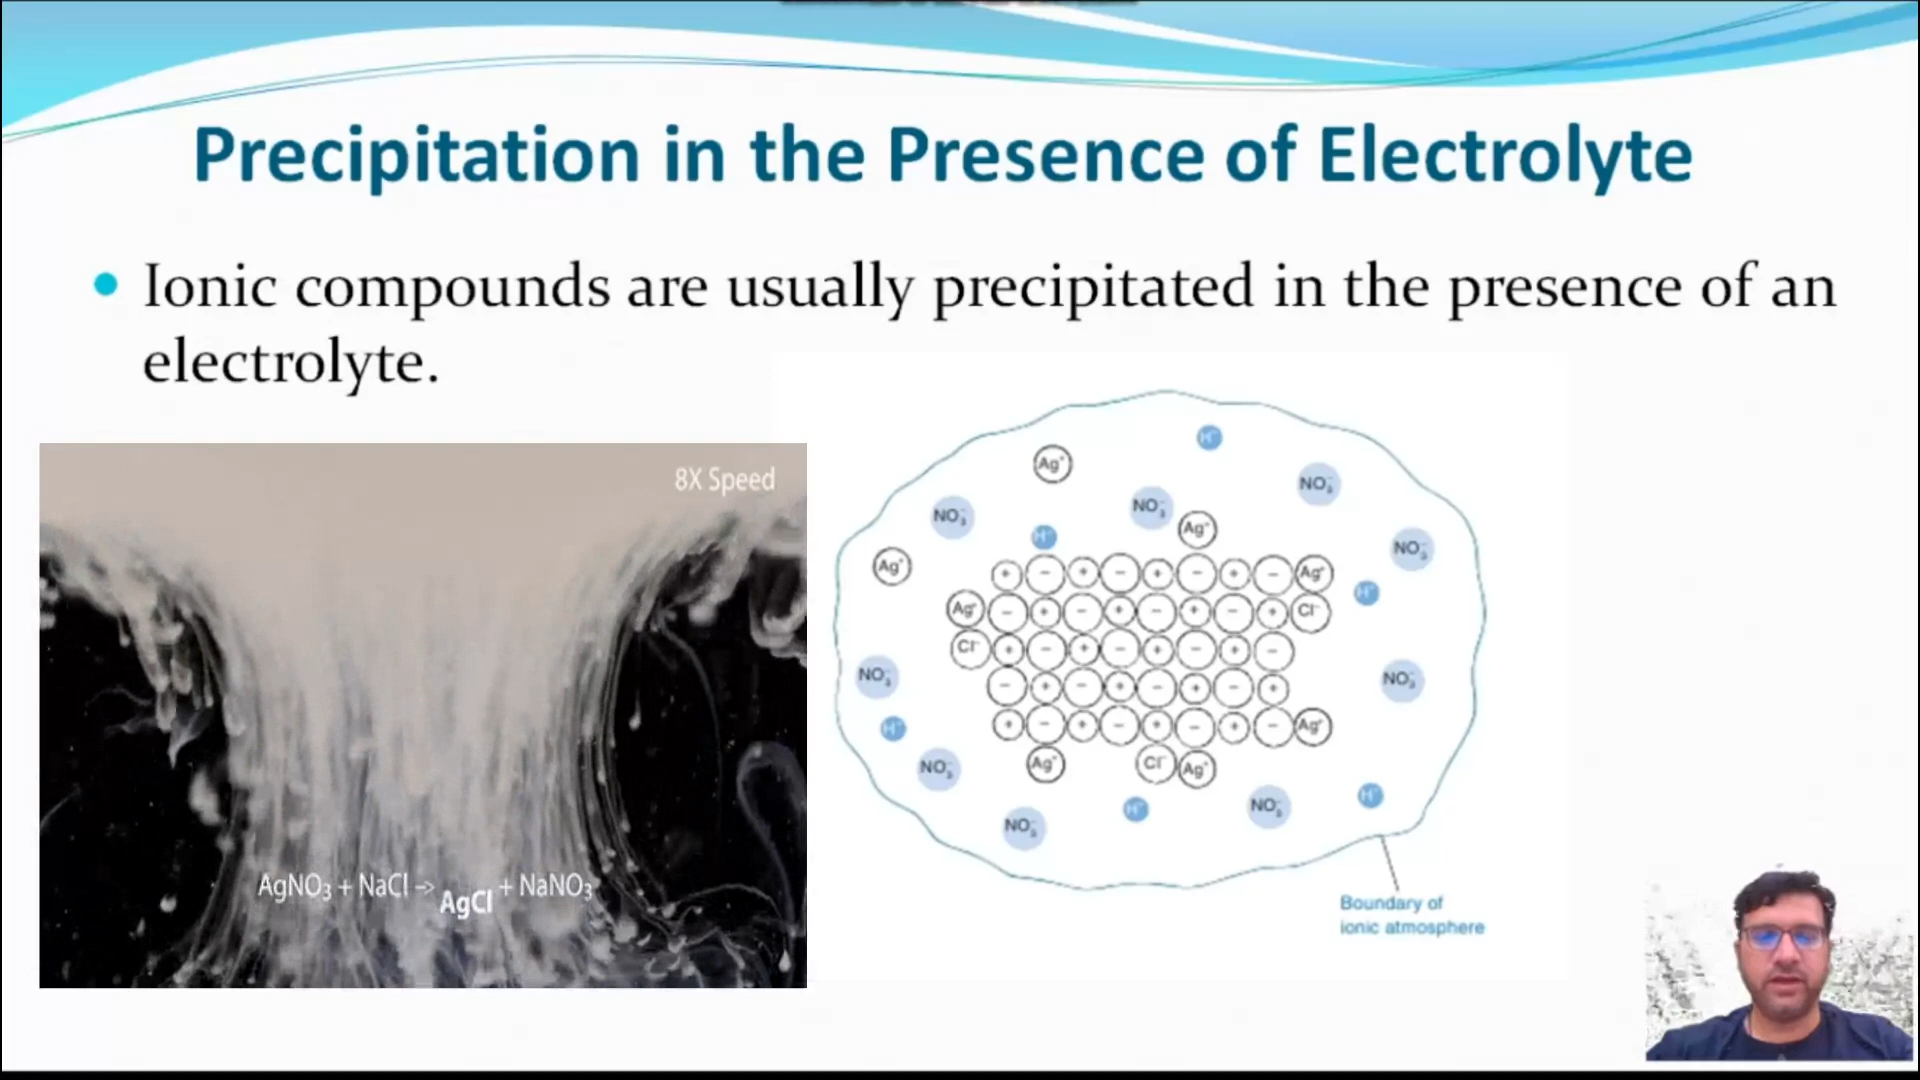 Precipitation in the Presence of Electrolyte
Ionic compounds are usually precipitated in the presence of an
electrolyte.
8X Speed
AgNO₃ + NaCl -> AgCl + NaNO₃
H⁺
Ag⁺
NO₃⁻
NO₃⁻
NO₃⁻
Ag⁺
H⁺
NO₃⁻
Ag⁺
+ − + − + − + − Ag⁺
H⁺
Ag⁺ − + − + − + − + Cl⁻
Cl⁻ + − + − + − + −
NO₃⁻
− + − + − + − +
NO₃⁻
+ − + − + − + − Ag⁺
H⁺
Ag⁺
Cl⁻
Ag⁺
NO₃⁻
H⁺
H⁺
NO₃⁻
NO₃⁻
Boundary of
ionic atmosphere